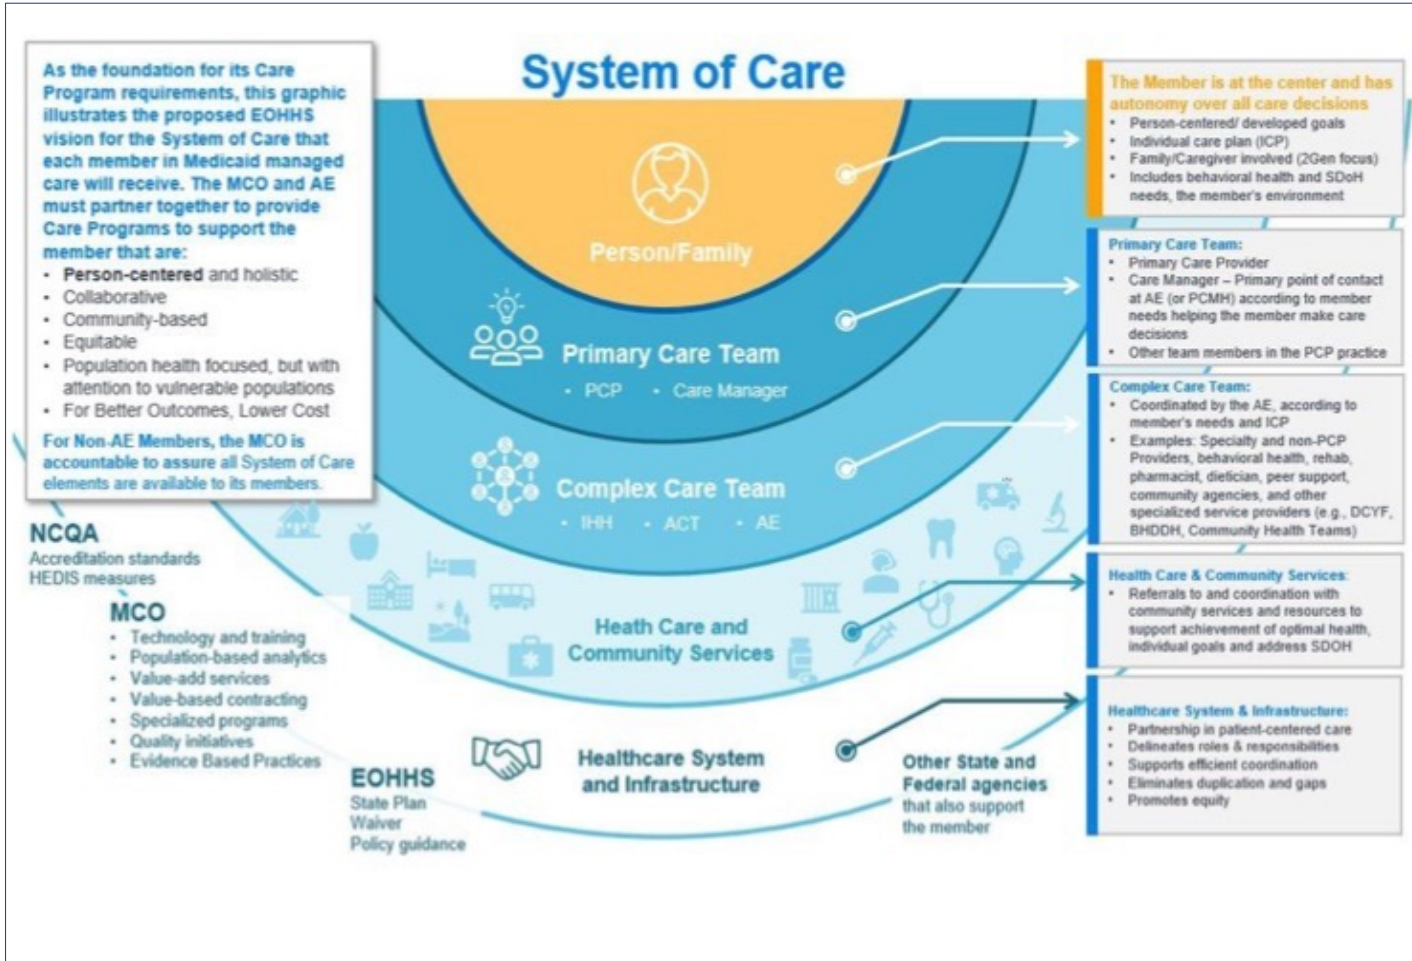 System of Care
As the foundation for its Care
Program requirements, this graphic
illustrates the proposed EOHHS
vision for the System of Care that
each member in Medicaid managed
care will receive. The MCO and AE
must partner together to provide
Care Programs to support the
member that are:
• Person-centered and holistic
• Collaborative
• Community-based
• Equitable
• Population health focused, but with
attention to vulnerable populations
• For Better Outcomes, Lower Cost
For Non-AE Members, the MCO is
accountable to assure all System of Care
elements are available to its members.
Person/Family
Primary Care Team
• PCP • Care Manager
Complex Care Team
• IHH • ACT • AE
Heath Care and
Community Services
Healthcare System
and Infrastructure
NCQA
Accreditation standards
HEDIS measures
MCO
• Technology and training
• Population-based analytics
• Value-add services
• Value-based contracting
• Specialized programs
• Quality initiatives
• Evidence Based Practices
EOHHS
State Plan
Waiver
Policy guidance
Other State and
Federal agencies
that also support
the member
The Member is at the center and has
autonomy over all care decisions
• Person-centered/ developed goals
• Individual care plan (ICP)
• Family/Caregiver involved (2Gen focus)
• Includes behavioral health and SDoH
needs, the member's environment
Primary Care Team:
• Primary Care Provider
• Care Manager – Primary point of contact
at AE (or PCMH) according to member
needs helping the member make care
decisions
• Other team members in the PCP practice
Complex Care Team:
• Coordinated by the AE, according to
member's needs and ICP
• Examples: Specialty and non-PCP
Providers, behavioral health, rehab,
pharmacist, dietician, peer support,
community agencies, and other
specialized service providers (e.g., DCYF,
BHDDH, Community Health Teams)
Health Care & Community Services:
• Referrals to and coordination with
community services and resources to
support achievement of optimal health,
individual goals and address SDOH
Healthcare System & Infrastructure:
• Partnership in patient-centered care
• Delineates roles & responsibilities
• Supports efficient coordination
• Eliminates duplication and gaps
• Promotes equity